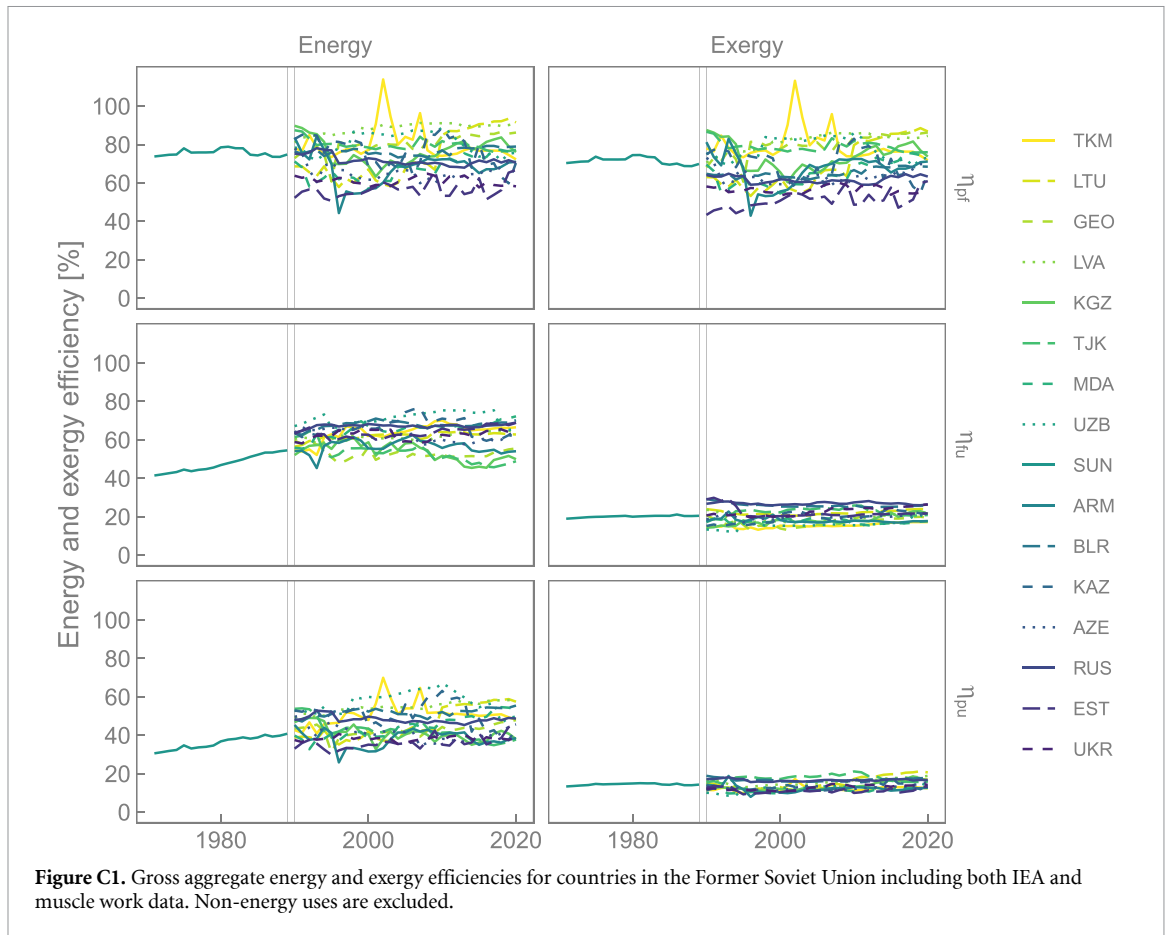 Energy
Exergy
Energy and exergy efficiency [%]
100
80
60
40
20
0
ηpf
100
80
60
40
20
0
ηfu
100
80
60
40
20
0
ηpu
1980
2000
2020
1980
2000
2020
TKM
LTU
GEO
LVA
KGZ
TJK
MDA
UZB
SUN
ARM
BLR
KAZ
AZE
RUS
EST
UKR
Figure C1. Gross aggregate energy and exergy efficiencies for countries in the Former Soviet Union including both IEA and
muscle work data. Non-energy uses are excluded.